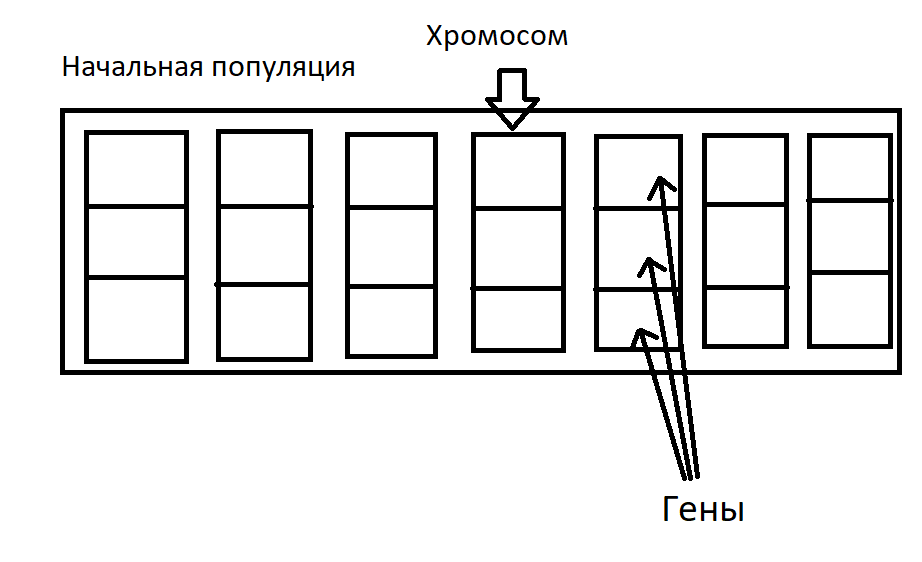 Хромосом
Начальная популяция
Гены